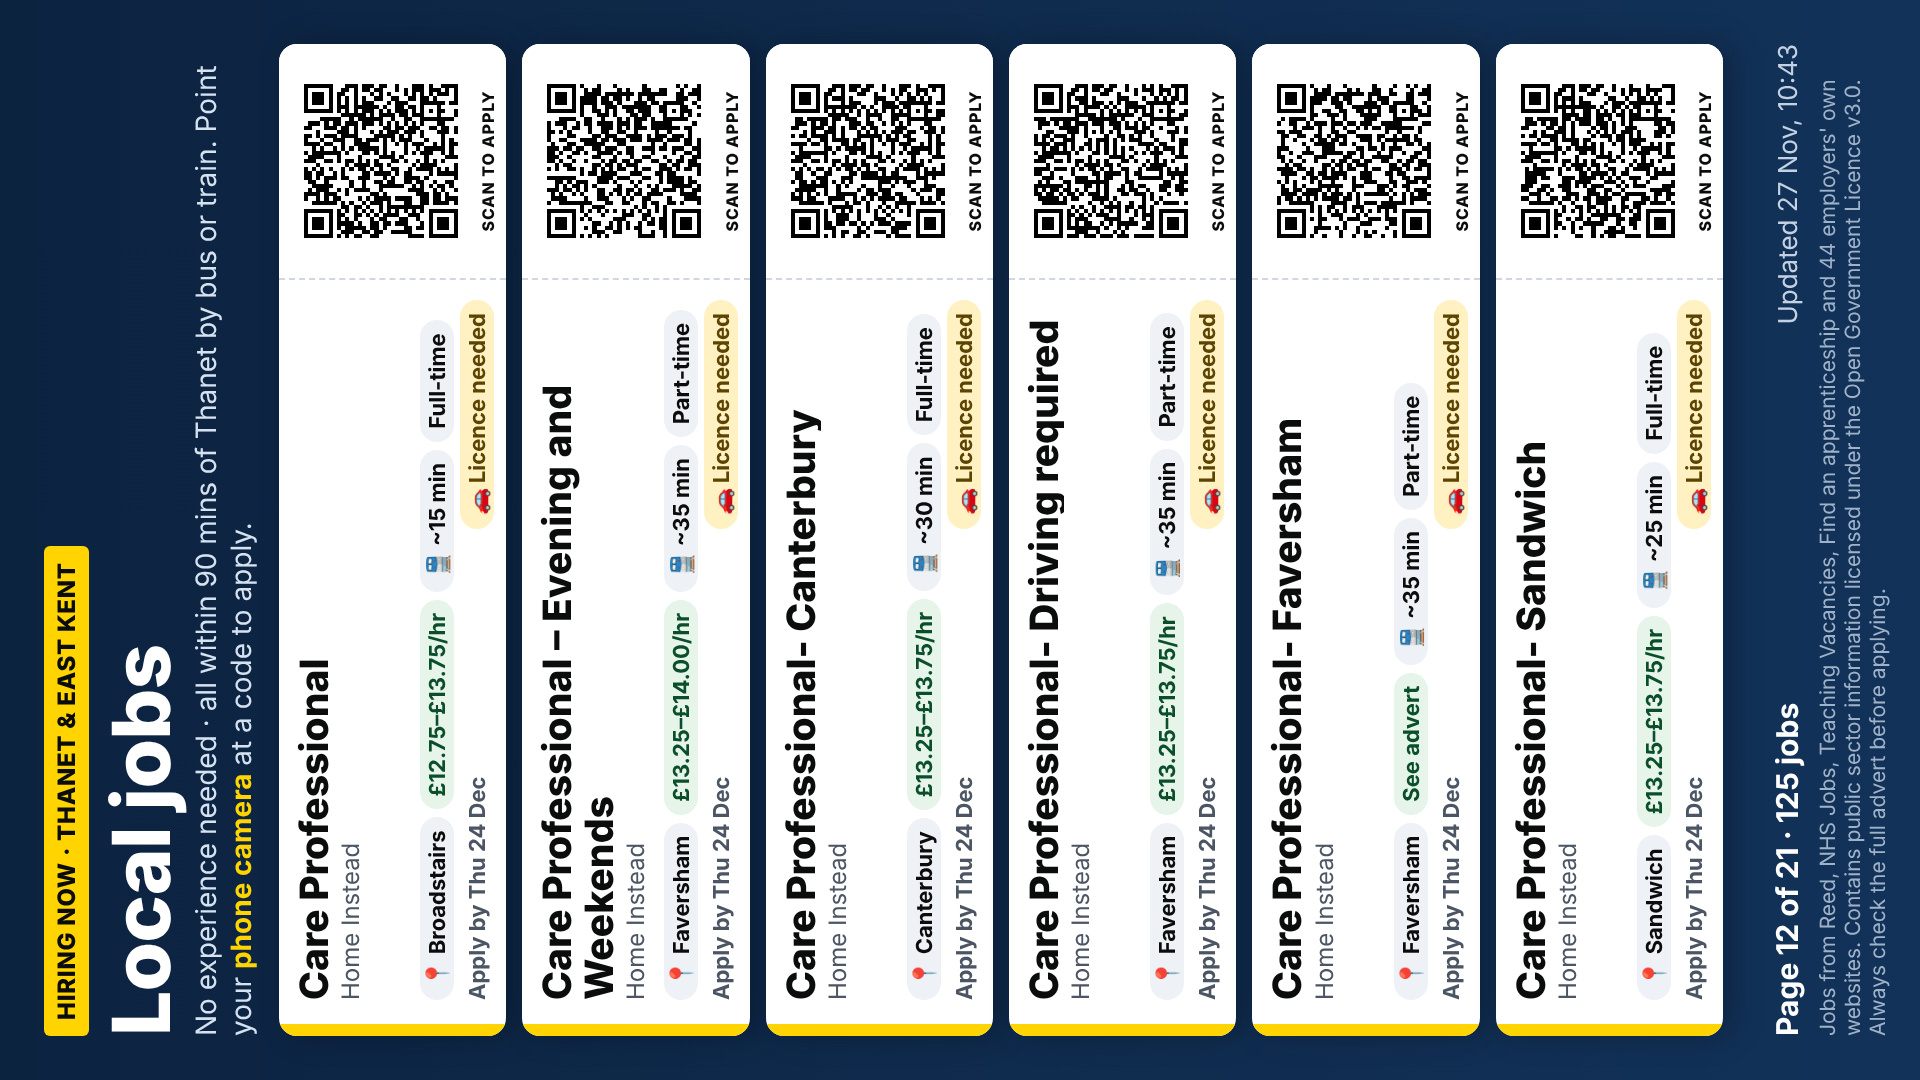 HIRING NOW · THANET & EAST KENT
Local jobs
No experience needed · all within 90 mins of Thanet by bus or train. Point
your phone camera at a code to apply.
Care Professional
Home Instead
📍 Broadstairs £12.75–£13.75/hr 🚆 ~15 min Full-time
Apply by Thu 24 Dec 🚗 Licence needed
SCAN TO APPLY
Care Professional – Evening and
Weekends
Home Instead
📍 Faversham £13.25–£14.00/hr 🚆 ~35 min Part-time
Apply by Thu 24 Dec 🚗 Licence needed
SCAN TO APPLY
Care Professional- Canterbury
Home Instead
📍 Canterbury £13.25–£13.75/hr 🚆 ~30 min Full-time
Apply by Thu 24 Dec 🚗 Licence needed
SCAN TO APPLY
Care Professional- Driving required
Home Instead
📍 Faversham £13.25–£13.75/hr 🚆 ~35 min Part-time
Apply by Thu 24 Dec 🚗 Licence needed
SCAN TO APPLY
Care Professional- Faversham
Home Instead
📍 Faversham See advert 🚆 ~35 min Part-time
Apply by Thu 24 Dec 🚗 Licence needed
SCAN TO APPLY
Care Professional- Sandwich
Home Instead
📍 Sandwich £13.25–£13.75/hr 🚆 ~25 min Full-time
Apply by Thu 24 Dec 🚗 Licence needed
SCAN TO APPLY
Page 12 of 21 · 125 jobs Updated 27 Nov, 10:43
Jobs from Reed, NHS Jobs, Teaching Vacancies, Find an apprenticeship and 44 employers' own
websites. Contains public sector information licensed under the Open Government Licence v3.0.
Always check the full advert before applying.